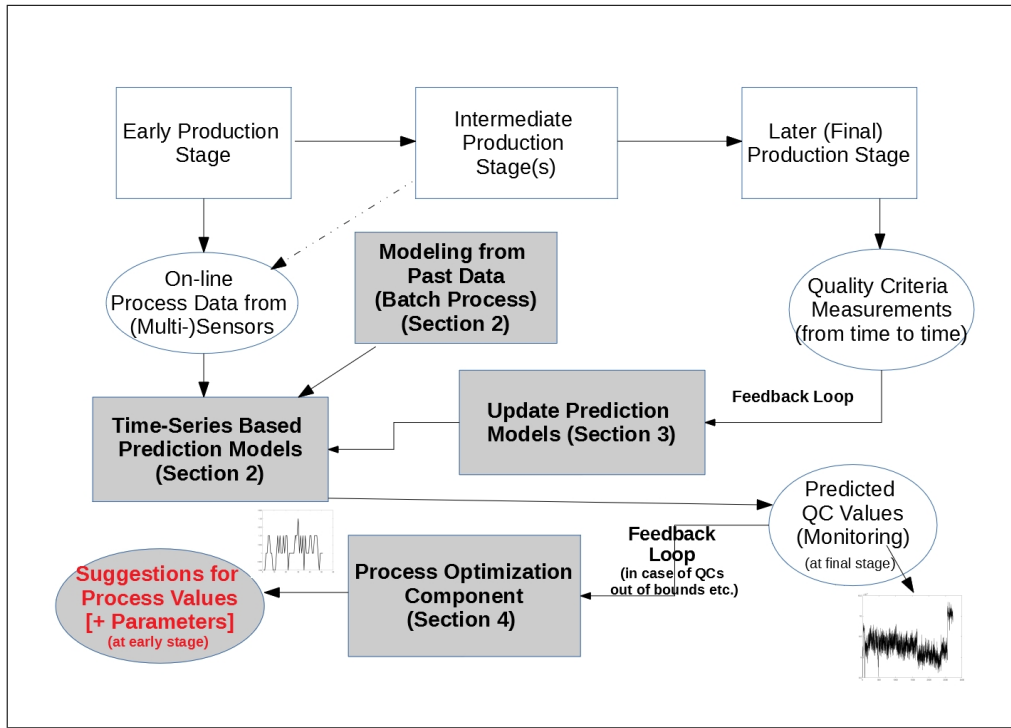 Early Production
Stage
Intermediate
Production
Stage(s)
Later (Final)
Production Stage
On-line
Process Data from
(Multi-)Sensors
Modeling from
Past Data
(Batch Process)
(Section 2)
Quality Criteria
Measurements
(from time to time)
Feedback Loop
Time-Series Based
Prediction Models
(Section 2)
Update Prediction
Models (Section 3)
Predicted
QC Values
(Monitoring)
(at final stage)
Feedback
Loop
(in case of QCs
out of bounds etc.)
Process Optimization
Component
(Section 4)
Suggestions for
Process Values
[+ Parameters]
(at early stage)